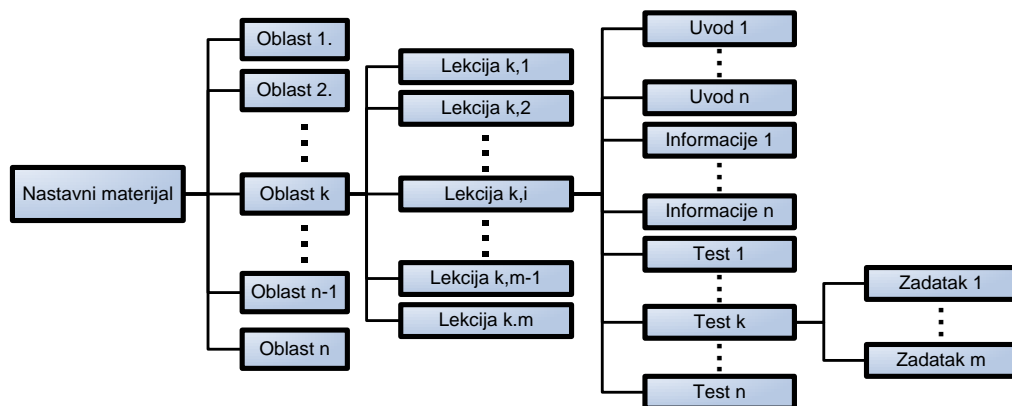 Nastavni materijal
Oblast 1.
Oblast 2.
Oblast k
Oblast n-1
Oblast n
Lekcija k,1
Lekcija k,2
Lekcija k,i
Lekcija k,m-1
Lekcija k.m
Uvod 1
Uvod n
Informacije 1
Informacije n
Test 1
Test k
Test n
Zadatak 1
Zadatak m